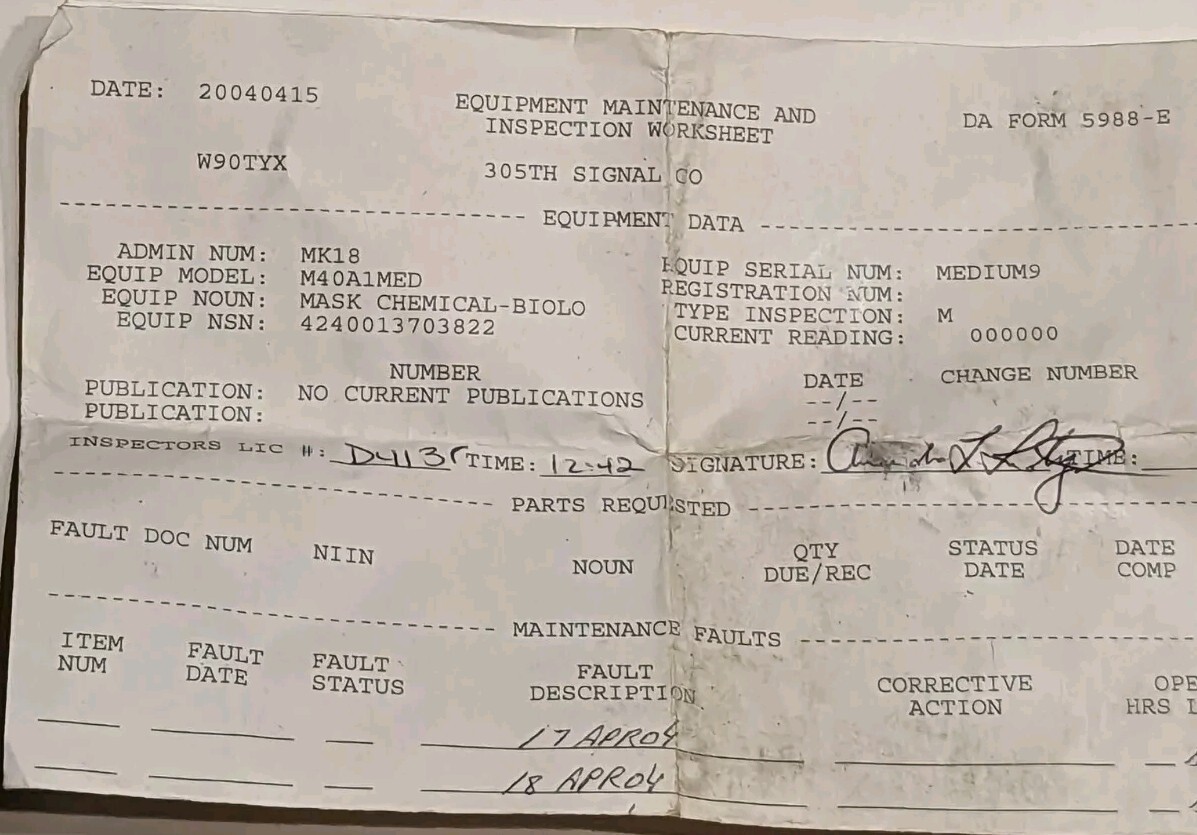 DATE: 20040415 EQUIPMENT MAINTENANCE AND DA FORM 5988-E
INSPECTION WORKSHEET
W90TYX 305TH SIGNAL CO
EQUIPMENT DATA
ADMIN NUM: MK18 EQUIP SERIAL NUM: MEDIUM9
EQUIP MODEL: M40A1MED REGISTRATION NUM:
EQUIP NOUN: MASK CHEMICAL-BIOLO TYPE INSPECTION: M
EQUIP NSN: 4240013703822 CURRENT READING: 000000
NUMBER DATE CHANGE NUMBER
PUBLICATION: NO CURRENT PUBLICATIONS --/--
PUBLICATION: --/--
INSPECTORS LIC #: D4135 TIME: 12:42 SIGNATURE: TIME:
PARTS REQUESTED
FAULT DOC NUM NIIN NOUN QTY STATUS DATE
DUE/REC DATE COMP
MAINTENANCE FAULTS
ITEM FAULT FAULT FAULT CORRECTIVE OPE
NUM DATE STATUS DESCRIPTION ACTION HRS L
17 APR04
18 APR04